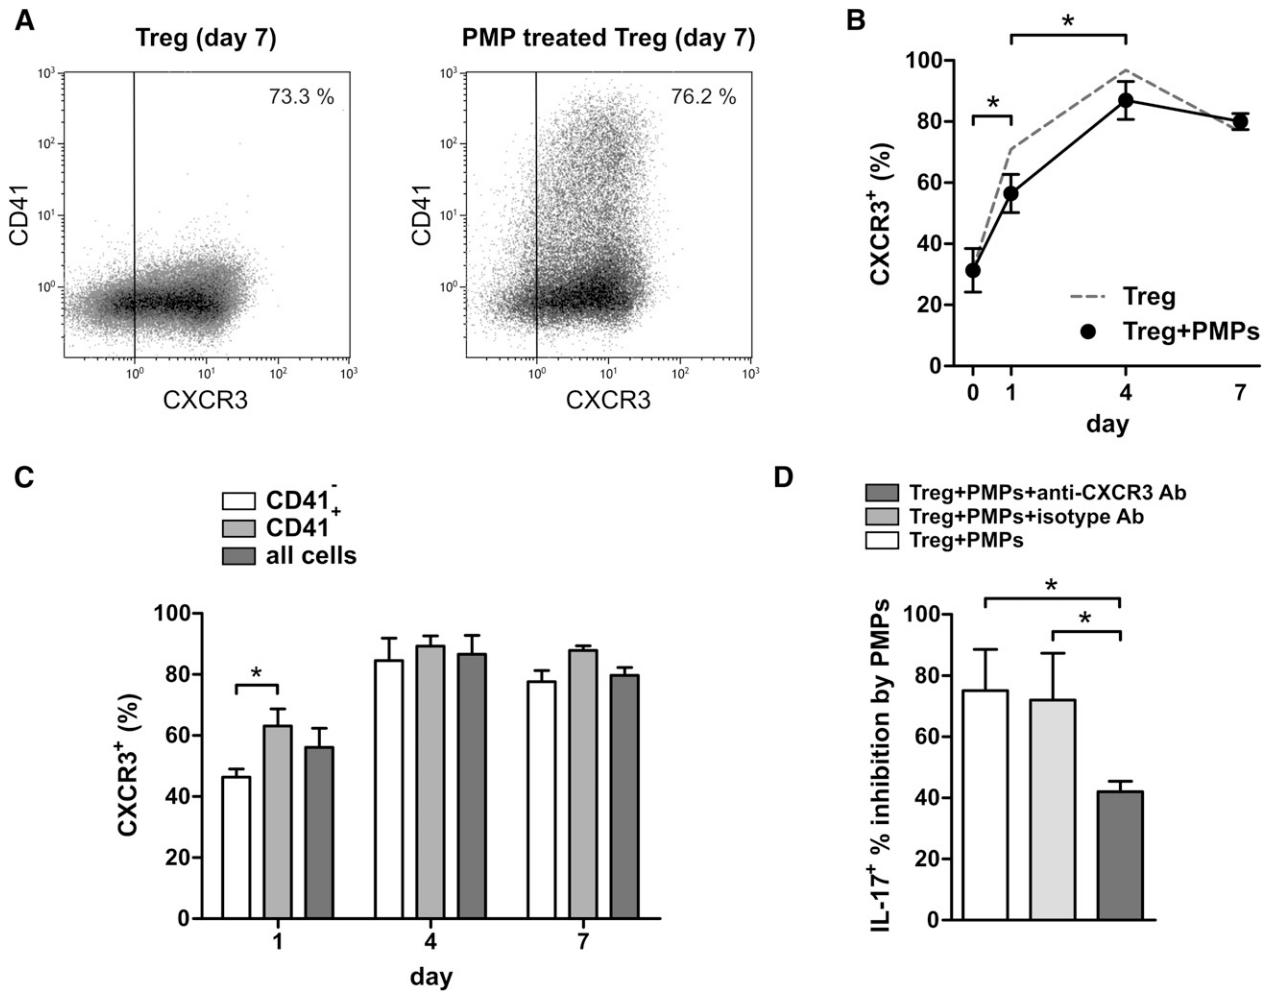 A
Treg (day 7)
73.3 %
10³
10²
10¹
10⁰
CD41
10⁰ 10¹ 10² 10³
CXCR3
PMP treated Treg (day 7)
76.2 %
10³
10²
10¹
10⁰
CD41
10⁰ 10¹ 10² 10³
CXCR3
B
*
*
100
80
60
40
20
0
CXCR3⁺ (%)
Treg
Treg+PMPs
0 1 4 7
day
C
CD41⁻
CD41⁺
all cells
*
100
80
60
40
20
0
CXCR3⁺ (%)
1 4 7
day
D
Treg+PMPs+anti-CXCR3 Ab
Treg+PMPs+isotype Ab
Treg+PMPs
*
*
100
80
60
40
20
0
IL-17⁺ % inhibition by PMPs